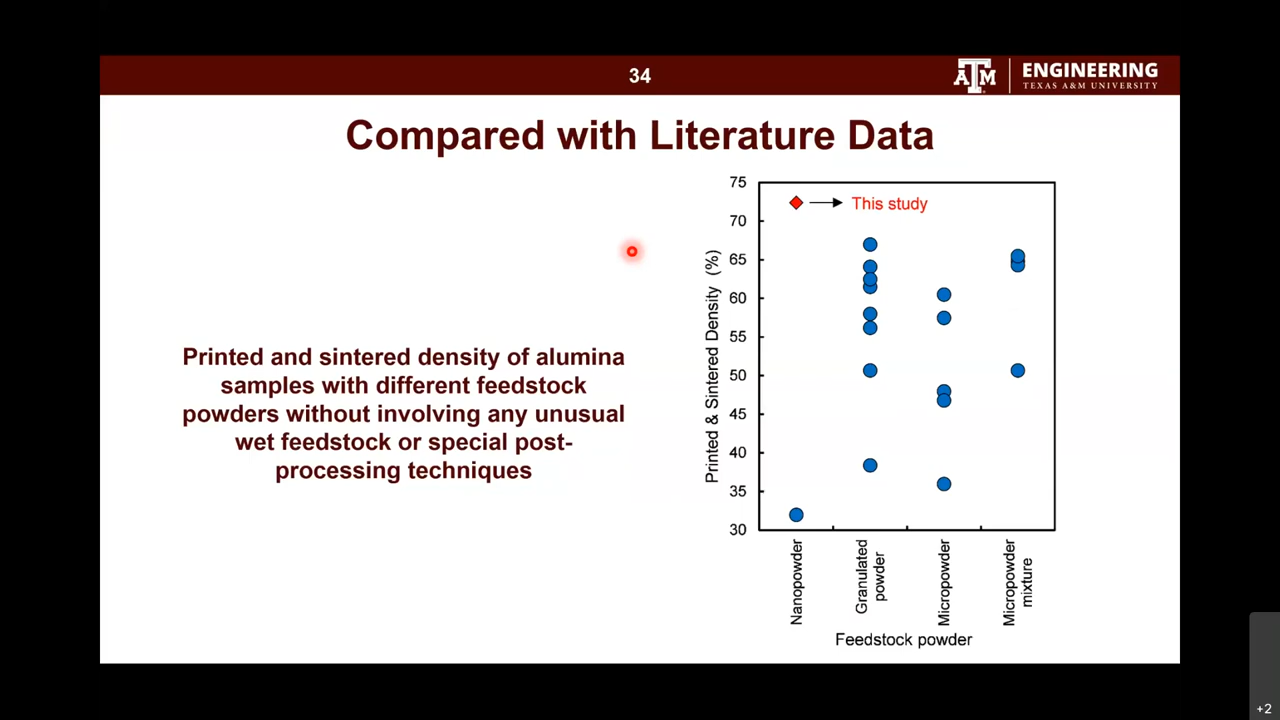 34
ATM
ENGINEERING
TEXAS A&M UNIVERSITY
Compared with Literature Data
Printed and sintered density of alumina
samples with different feedstock
powders without involving any unusual
wet feedstock or special post-
processing techniques
Printed & Sintered Density (%)
75
70
65
60
55
50
45
40
35
30
This study
Nanopowder
Granulated
powder
Micropowder
Micropowder
mixture
Feedstock powder
+2